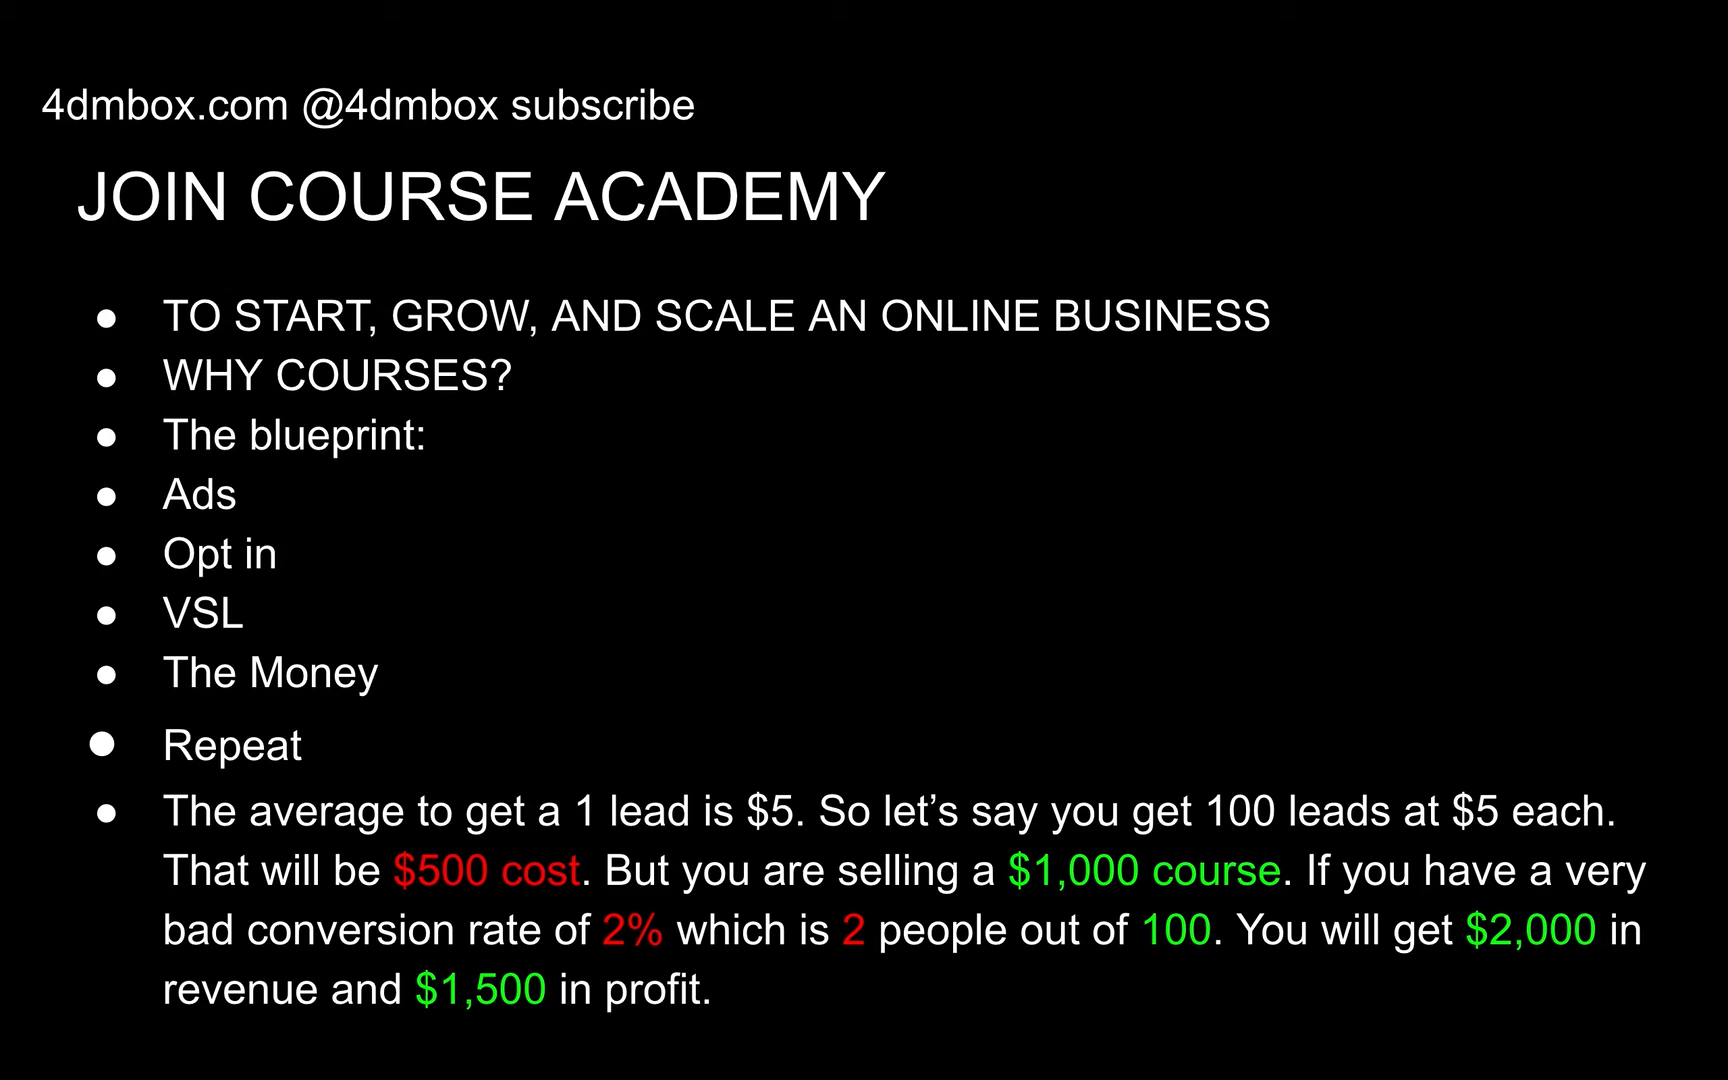 4dmbox.com @4dmbox subscribe
JOIN COURSE ACADEMY
● TO START, GROW, AND SCALE AN ONLINE BUSINESS
● WHY COURSES?
● The blueprint:
● Ads
● Opt in
● VSL
● The Money
● Repeat
● The average to get a 1 lead is $5. So let’s say you get 100 leads at $5 each.
That will be $500 cost. But you are selling a $1,000 course. If you have a very
bad conversion rate of 2% which is 2 people out of 100. You will get $2,000 in
revenue and $1,500 in profit.